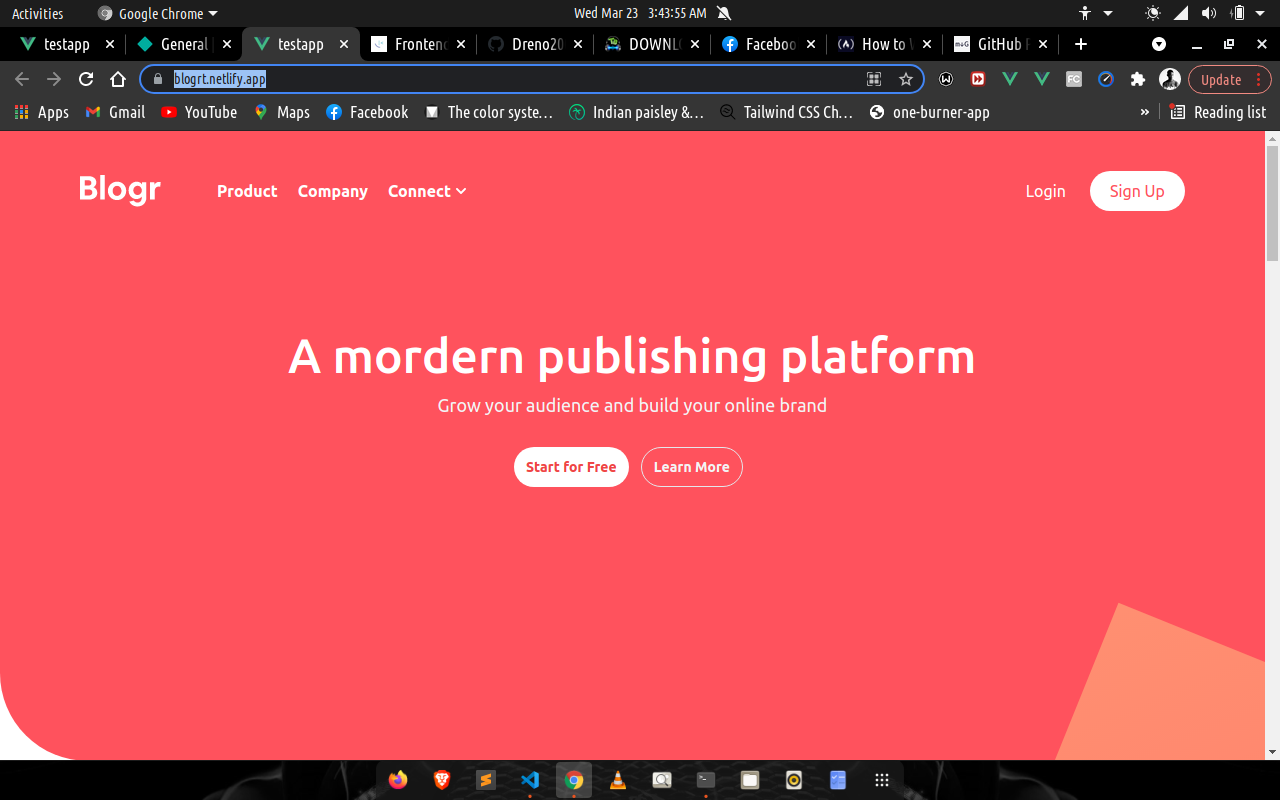 Activities Google Chrome Wed Mar 23 3:43:55 AM
testapp General testapp Frontend Dreno20 DOWNLO Faceboo How to GitHub
blogrt.netlify.app Update
Apps Gmail YouTube Maps Facebook The color syste… Indian paisley &… Tailwind CSS Ch… one-burner-app » Reading list
Blogr Product Company Connect Login Sign Up
A mordern publishing platform
Grow your audience and build your online brand
Start for Free Learn More